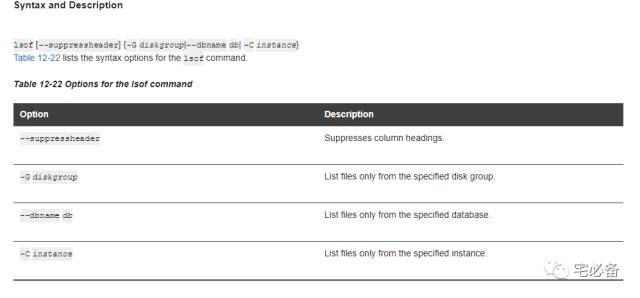 Syntax and Description
lsof [--suppressheader] {-G diskgroup|--dbname db| -C instance}
Table 12-22 lists the syntax options for the lsof command.
Table 12-22 Options for the lsof command
Option Description
--suppressheader Suppresses column headings.
-G diskgroup List files only from the specified disk group.
--dbname db List files only from the specified database.
-C instance List files only from the specified instance.
宅必备